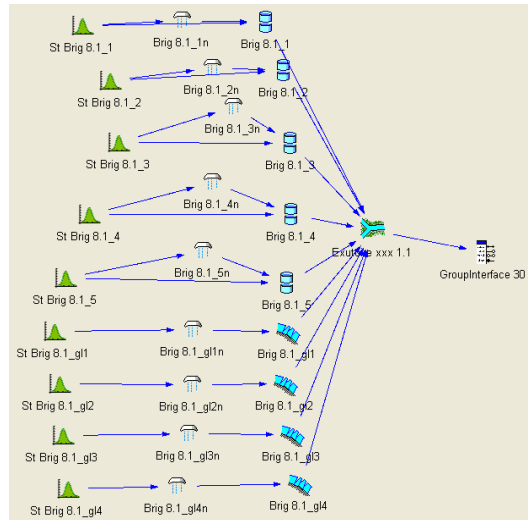 St Brig 8.1_1
Brig 8.1_1n
Brig 8.1_1
St Brig 8.1_2
Brig 8.1_2n
Brig 8.1_2
St Brig 8.1_3
Brig 8.1_3n
Brig 8.1_3
St Brig 8.1_4
Brig 8.1_4n
Brig 8.1_4
xxx 1.1
GroupInterface 30
St Brig 8.1_5
Brig 8.1_5n
Brig 8.1_5
St Brig 8.1_gl1
Brig 8.1_gl1n
Brig 8.1_gl1
St Brig 8.1_gl2
Brig 8.1_gl2n
Brig 8.1_gl2
St Brig 8.1_gl3
Brig 8.1_gl3n
Brig 8.1_gl3
St Brig 8.1_gl4
Brig 8.1_gl4n
Brig 8.1_gl4